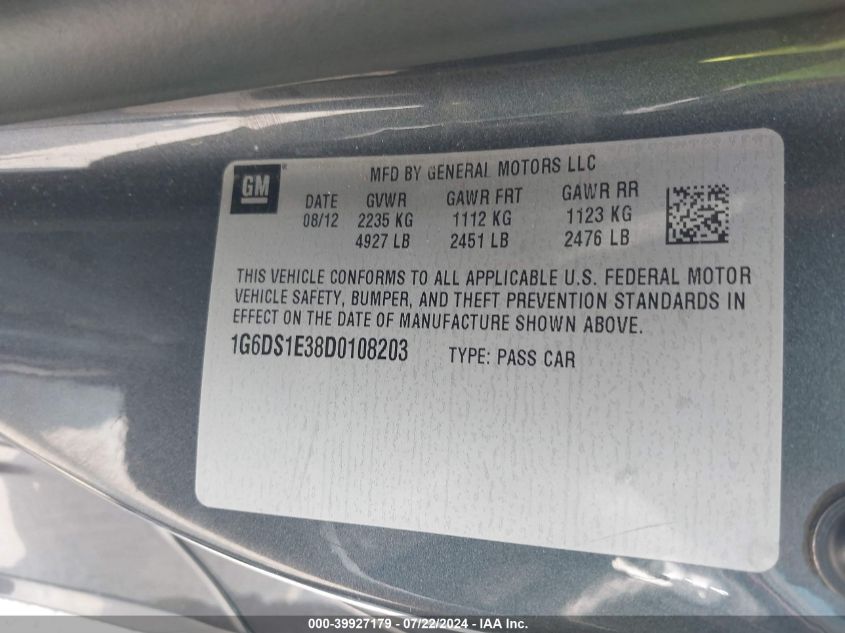 GM ®
MFD BY GENERAL MOTORS LLC
DATE GVWR GAWR FRT GAWR RR
08/12 2235 KG 1112 KG 1123 KG
4927 LB 2451 LB 2476 LB
THIS VEHICLE CONFORMS TO ALL APPLICABLE U.S. FEDERAL MOTOR
VEHICLE SAFETY, BUMPER, AND THEFT PREVENTION STANDARDS IN
EFFECT ON THE DATE OF MANUFACTURE SHOWN ABOVE.
1G6DS1E38D0108203 TYPE: PASS CAR
000-39927179 - 07/22/2024 - IAA Inc.